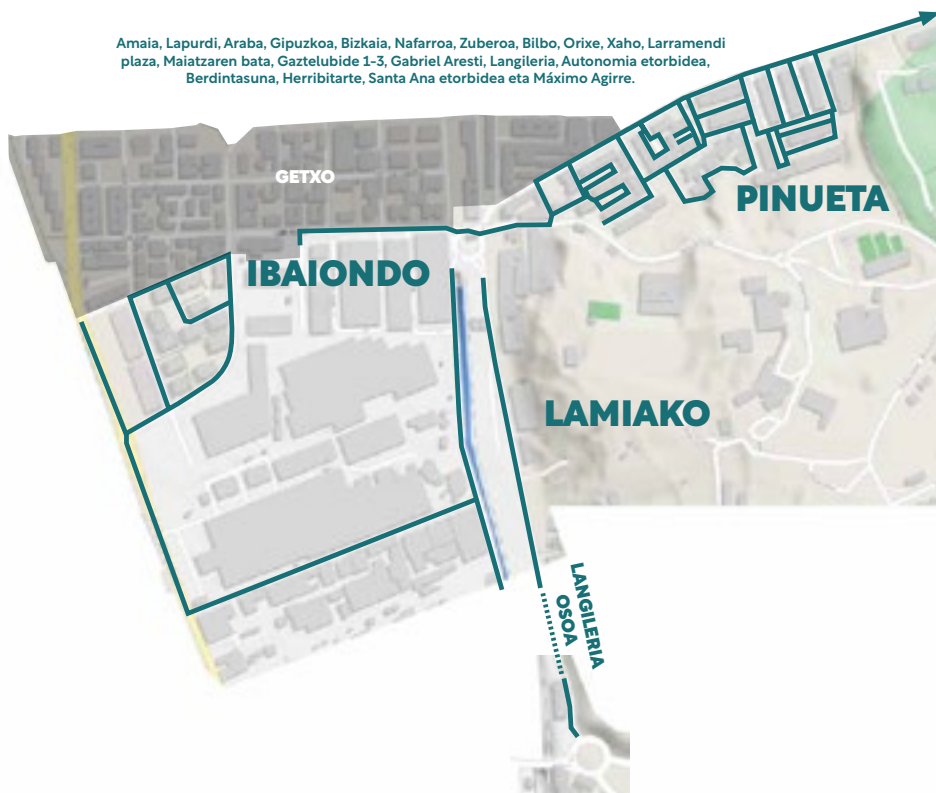 Amaia, Lapurdi, Araba, Gipuzkoa, Bizkaia, Nafarroa, Zuberoa, Bilbo, Orixe, Xaho, Larramendi
plaza, Maiatzaren bata, Gaztelubide 1-3, Gabriel Aresti, Langileria, Autonomia etorbidea,
Berdintasuna, Herribitarte, Santa Ana etorbidea eta Máximo Agirre.
GETXO
PINUETA
IBAIONDO
LAMIAKO
LANGILERIA
OSOA